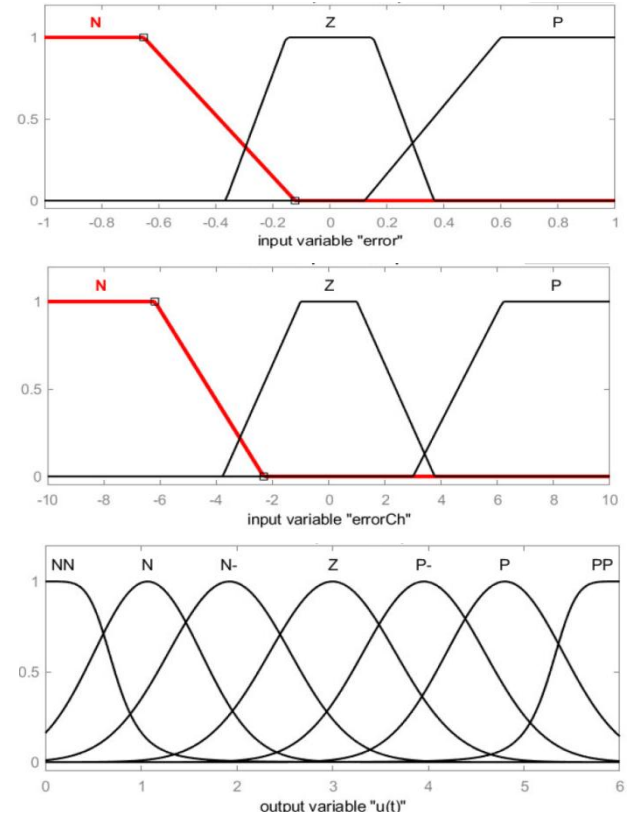 N Z P
1
0.5
0
-1 -0.8 -0.6 -0.4 -0.2 0 0.2 0.4 0.6 0.8 1
input variable "error"
N Z P
1
0.5
0
-10 -8 -6 -4 -2 0 2 4 6 8 10
input variable "errorCh"
NN N N- Z P- P PP
1
0.5
0
0 1 2 3 4 5 6
output variable "u(t)"